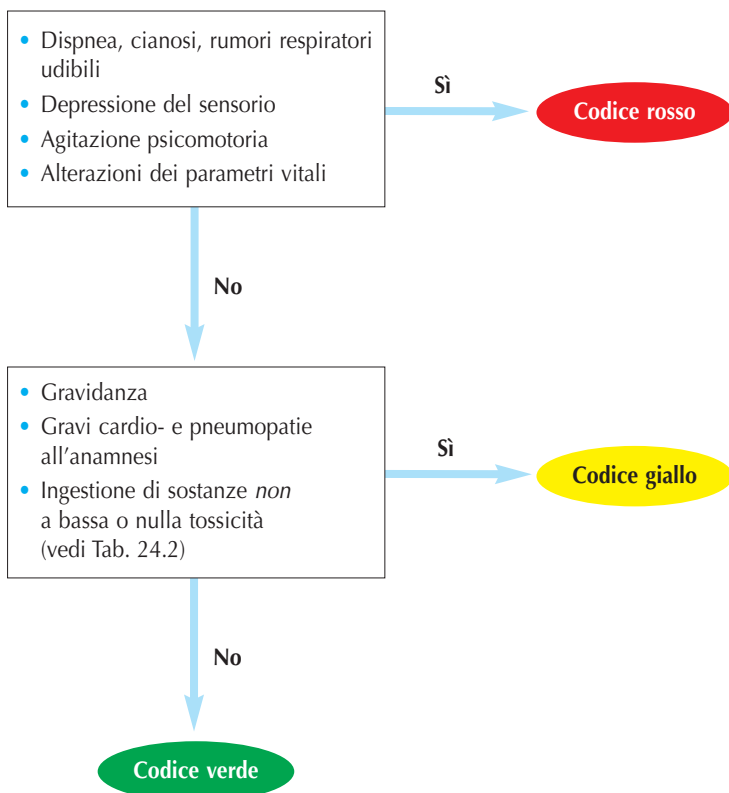 • Dispnea, cianosi, rumori respiratori
udibili
• Depressione del sensorio
• Agitazione psicomotoria
• Alterazioni dei parametri vitali
Sì
Codice rosso
No
• Gravidanza
• Gravi cardio- e pneumopatie
all'anamnesi
• Ingestione di sostanze non
a bassa o nulla tossicità
(vedi Tab. 24.2)
Sì
Codice giallo
No
Codice verde